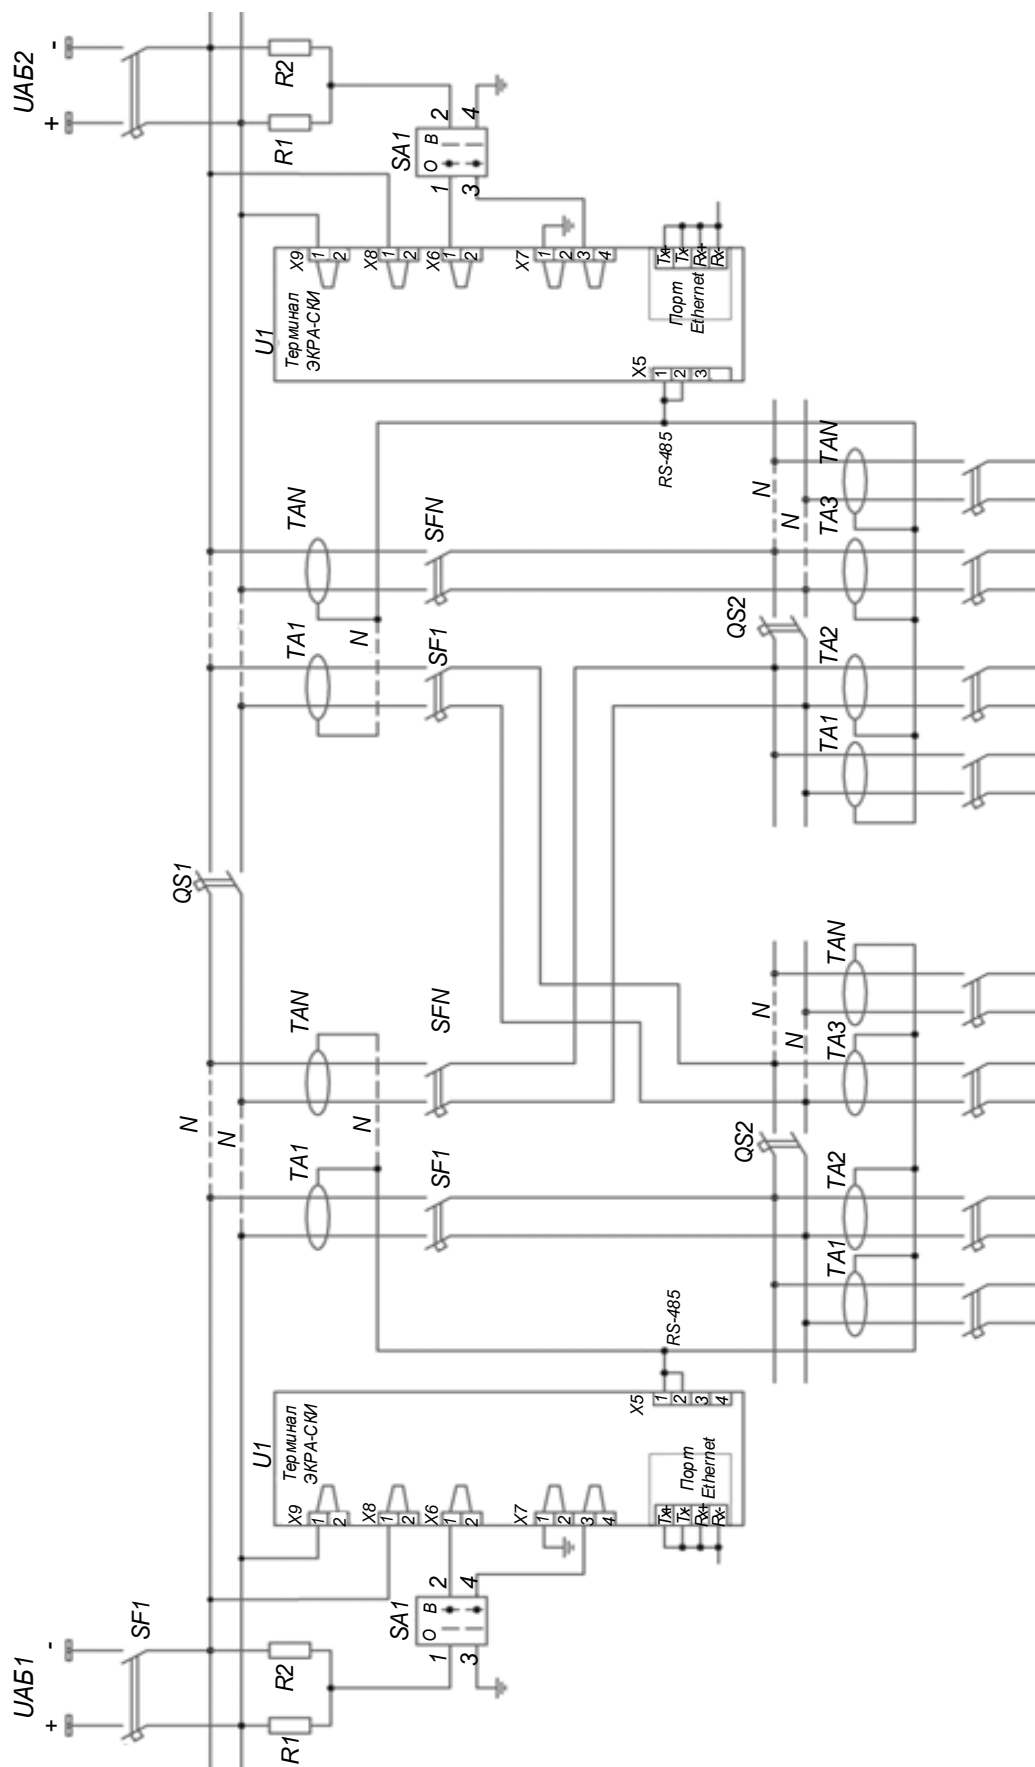 UАБ2
-
+
R2
R1
SA1
О В
2
4
1
3
X9
1
2
X8
1
2
X6
1
2
X7
1
2
3
4
Tx+
Tx-
Rx+
Rx-
U1
Терминал
ЭКРА-СКИ
Порт
Ethernet
X5
1
2
3
RS-485
TAN
SFN
TA1
N
SF1
N
N
QS2
TAN
TA3
TA2
TA1
QS1
TAN
SFN
N
N
N
TA1
SF1
N
N
QS2
TAN
TA3
TA2
TA1
RS-485
U1
Терминал
ЭКРА-СКИ
X5
1
2
3
4
Порт
Ethernet
X9
1
2
X8
1
2
X6
1
2
X7
1
2
3
4
Tx+
Tx-
Rx+
Rx-
SA1
О В
2
4
1
3
UАБ1
-
+
SF1
R2
R1